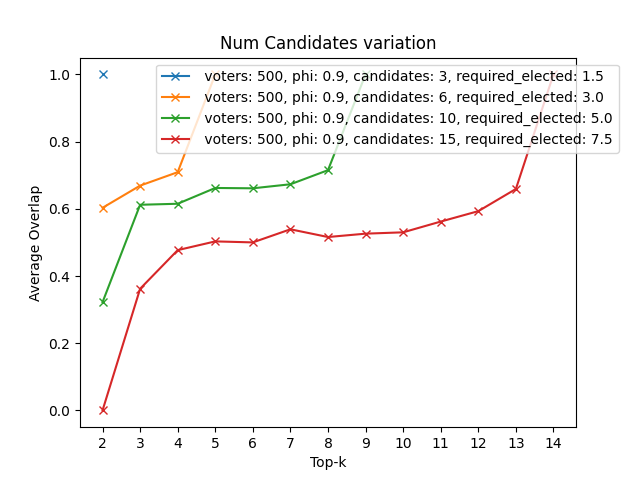 Num Candidates variation
1.0
0.8
0.6
0.4
0.2
0.0
Average Overlap
voters: 500, phi: 0.9, candidates: 3, required_elected: 1.5
voters: 500, phi: 0.9, candidates: 6, required_elected: 3.0
voters: 500, phi: 0.9, candidates: 10, required_elected: 5.0
voters: 500, phi: 0.9, candidates: 15, required_elected: 7.5
2 3 4 5 6 7 8 9 10 11 12 13 14
Top-k